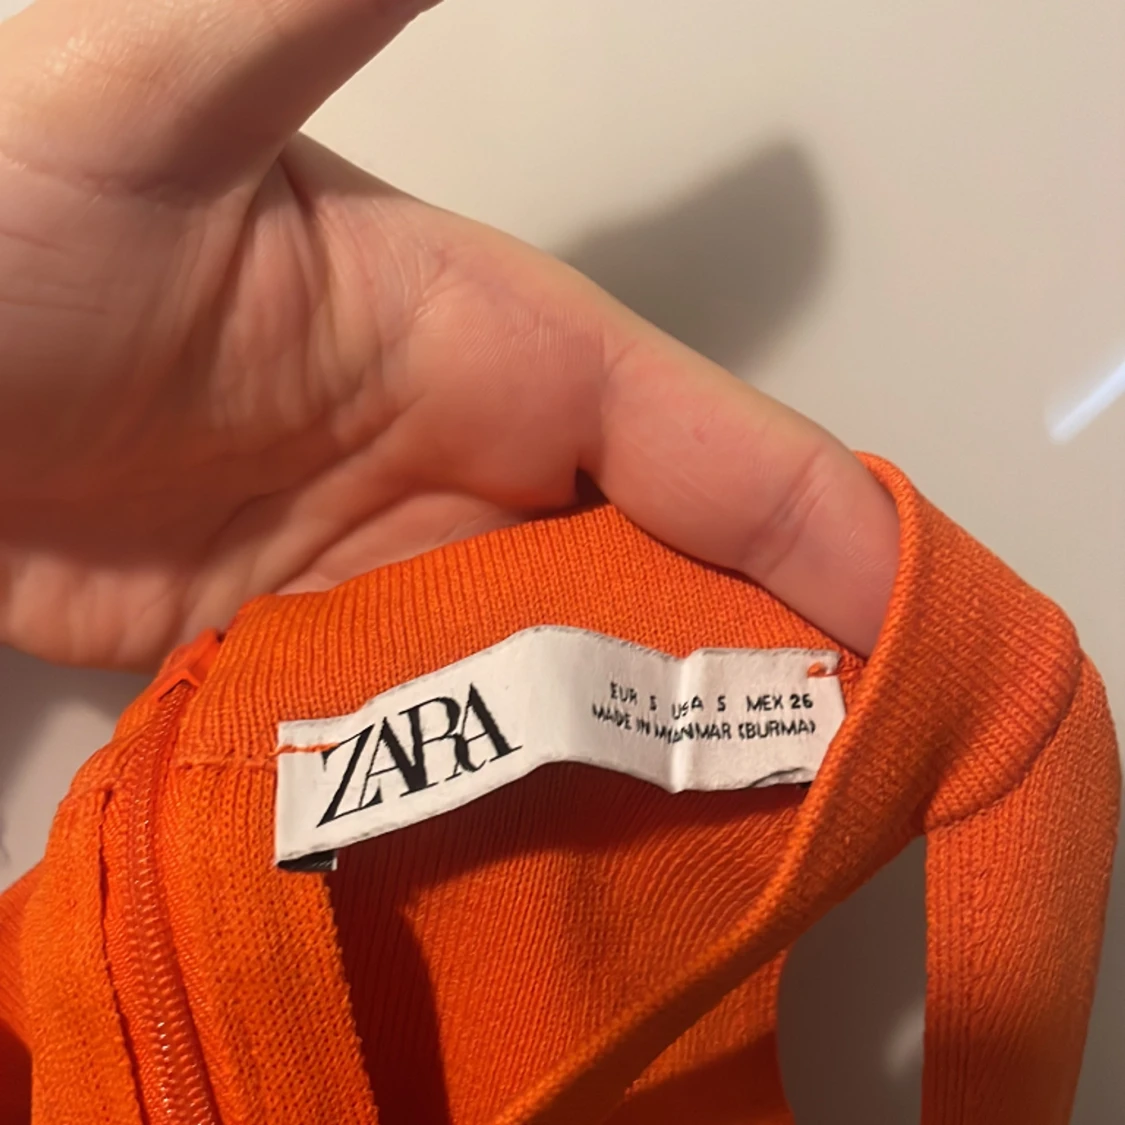 ZARA
EUR S USA S MEX 26
MADE IN MYANMAR (BURMA)